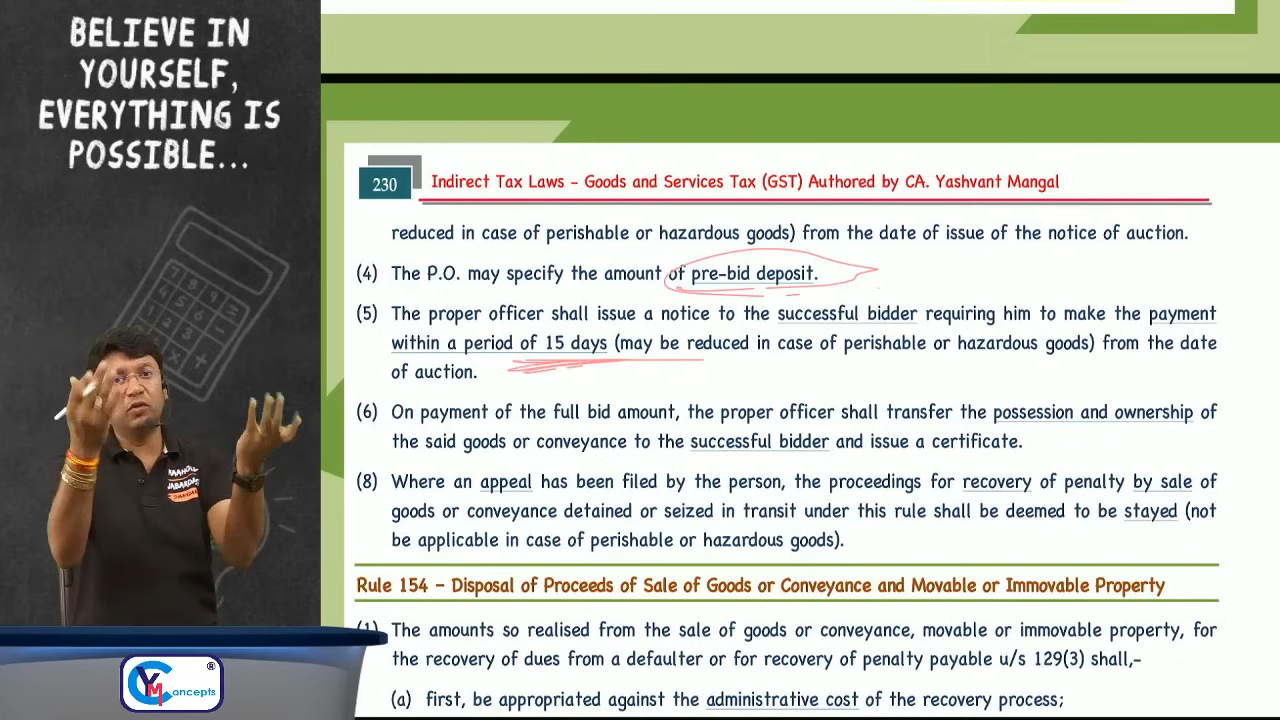 BELIEVE IN
YOURSELF,
EVERYTHING IS
POSSIBLE...
230
Indirect Tax Laws - Goods and Services Tax (GST) Authored by CA. Yashvant Mangal
reduced in case of perishable or hazardous goods) from the date of issue of the notice of auction.
(4) The P.O. may specify the amount of pre-bid deposit.
(5) The proper officer shall issue a notice to the successful bidder requiring him to make the payment
within a period of 15 days (may be reduced in case of perishable or hazardous goods) from the date
of auction.
(6) On payment of the full bid amount, the proper officer shall transfer the possession and ownership of
the said goods or conveyance to the successful bidder and issue a certificate.
(8) Where an appeal has been filed by the person, the proceedings for recovery of penalty by sale of
goods or conveyance detained or seized in transit under this rule shall be deemed to be stayed (not
be applicable in case of perishable or hazardous goods).
Rule 154 – Disposal of Proceeds of Sale of Goods or Conveyance and Movable or Immovable Property
(1) The amounts so realised from the sale of goods or conveyance, movable or immovable property, for
the recovery of dues from a defaulter or for recovery of penalty payable u/s 129(3) shall,-
(a) first, be appropriated against the administrative cost of the recovery process;
CYM
Concepts
®